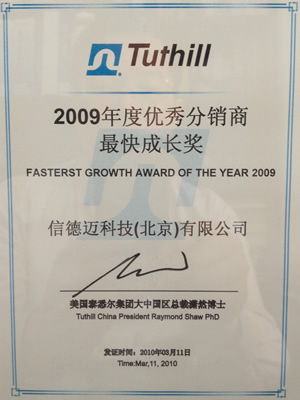 Tuthill
2009年度优秀分销商
最快成长奖
FASTERST GROWTH AWARD OF THE YEAR 2009
信德迈科技(北京)有限公司
美国泰悉尔集团大中国区总裁潇然博士
Tuthill China President Raymond Shaw PhD
发证时间：2010年03月11日
Time:Mar,11, 2010